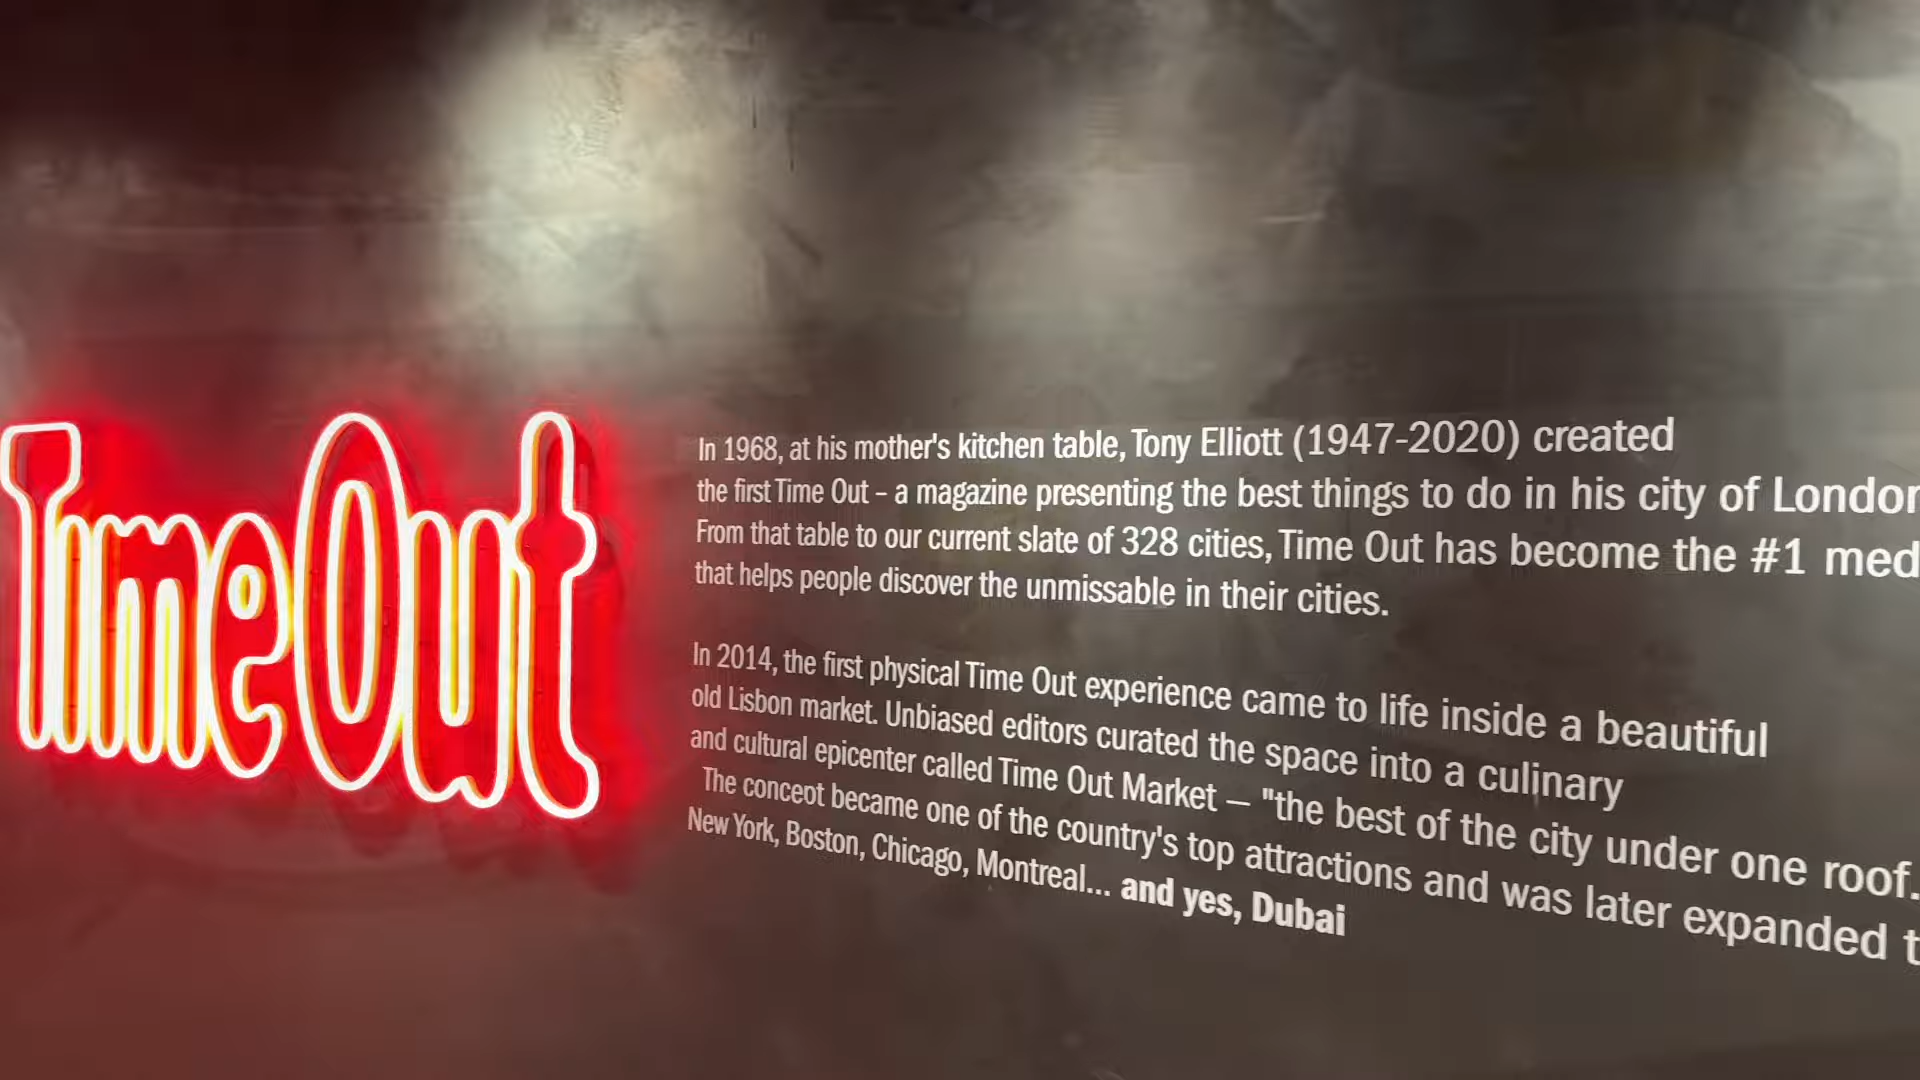 Time Out
In 1968, at his mother's kitchen table, Tony Elliott (1947-2020) created
the first Time Out – a magazine presenting the best things to do in his city of
From that table to our current slate of 328 cities, Time Out has become the #1
that helps people discover the unmissable in their cities.
In 2014, the first physical Time Out experience came to life inside a beautiful
old Lisbon market. Unbiased editors curated the space into a culinary
and cultural epicenter called Time Out Market — "the best of the city under one roof.
The concept became one of the country's top attractions and was later expanded
New York, Boston, Chicago, Montreal... and yes, Dubai